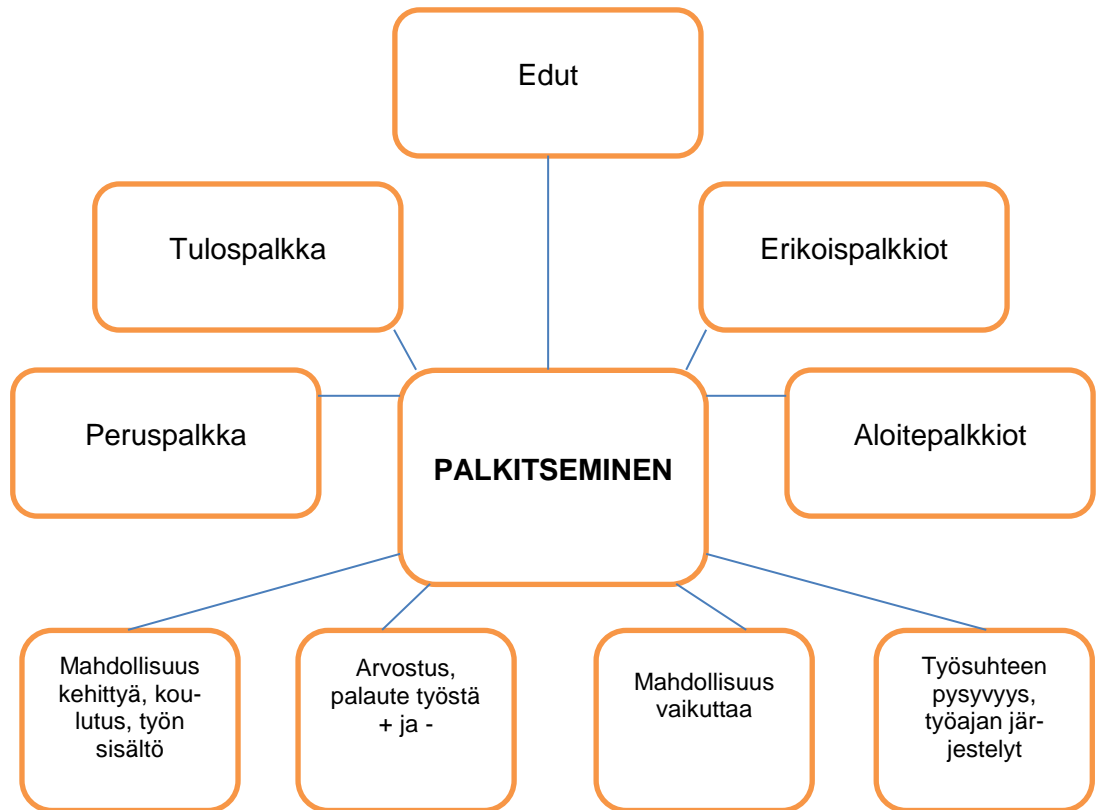 Edut
Tulospalkka
Erikoispalkkiot
Peruspalkka
PALKITSEMINEN
Aloitepalkkiot
Mahdollisuus
kehittyä, kou-
lutus, työn
sisältö
Arvostus,
palaute työstä
+ ja -
Mahdollisuus
vaikuttaa
Työsuhteen
pysyvyys,
työajan jär-
jestelyt